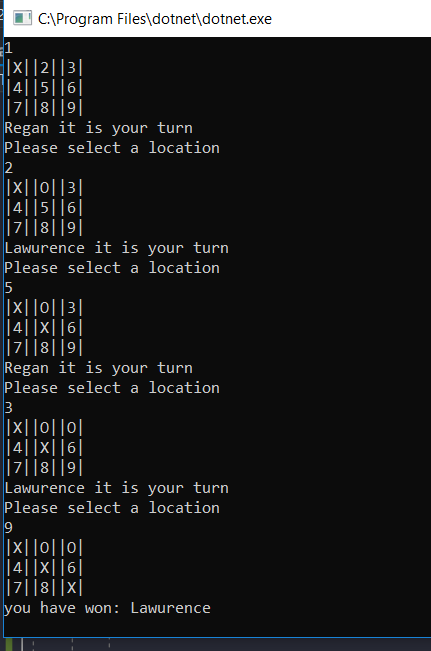 C:\Program Files\dotnet\dotnet.exe
1
|X||2||3|
|4||5||6|
|7||8||9|
Regan it is your turn
Please select a location
2
|X||O||3|
|4||5||6|
|7||8||9|
Lawurence it is your turn
Please select a location
5
|X||O||3|
|4||X||6|
|7||8||9|
Regan it is your turn
Please select a location
3
|X||O||O|
|4||X||6|
|7||8||9|
Lawurence it is your turn
Please select a location
9
|X||O||O|
|4||X||6|
|7||8||X|
you have won: Lawurence